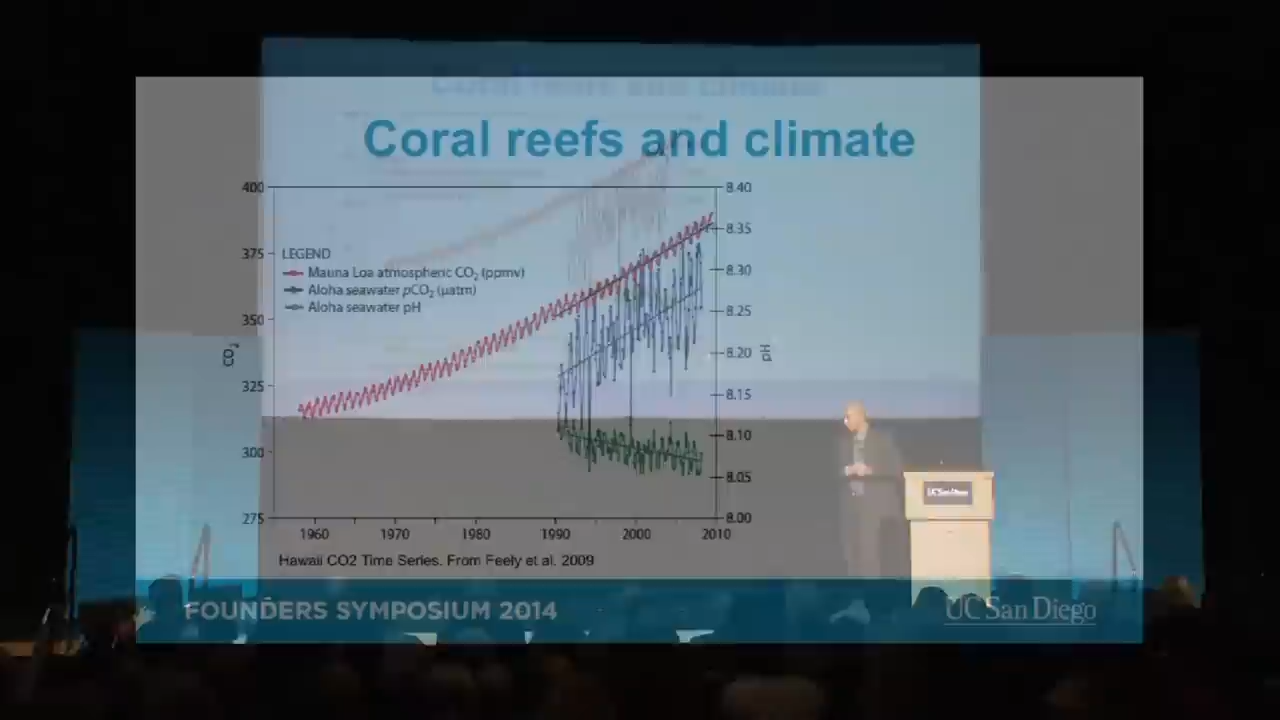 Coral reefs and climate
400
375
350
325
300
275
CO2
LEGEND
Mauna Loa atmospheric CO2 (ppmv)
Aloha seawater pCO2 (µatm)
Aloha seawater pH
8.40
8.35
8.30
8.25
8.20
8.15
8.10
8.05
8.00
pH
1960 1970 1980 1990 2000 2010
Hawaii CO2 Time Series. From Feely et al. 2009
UC San Diego
FOUNDERS SYMPOSIUM 2014
UC San Diego